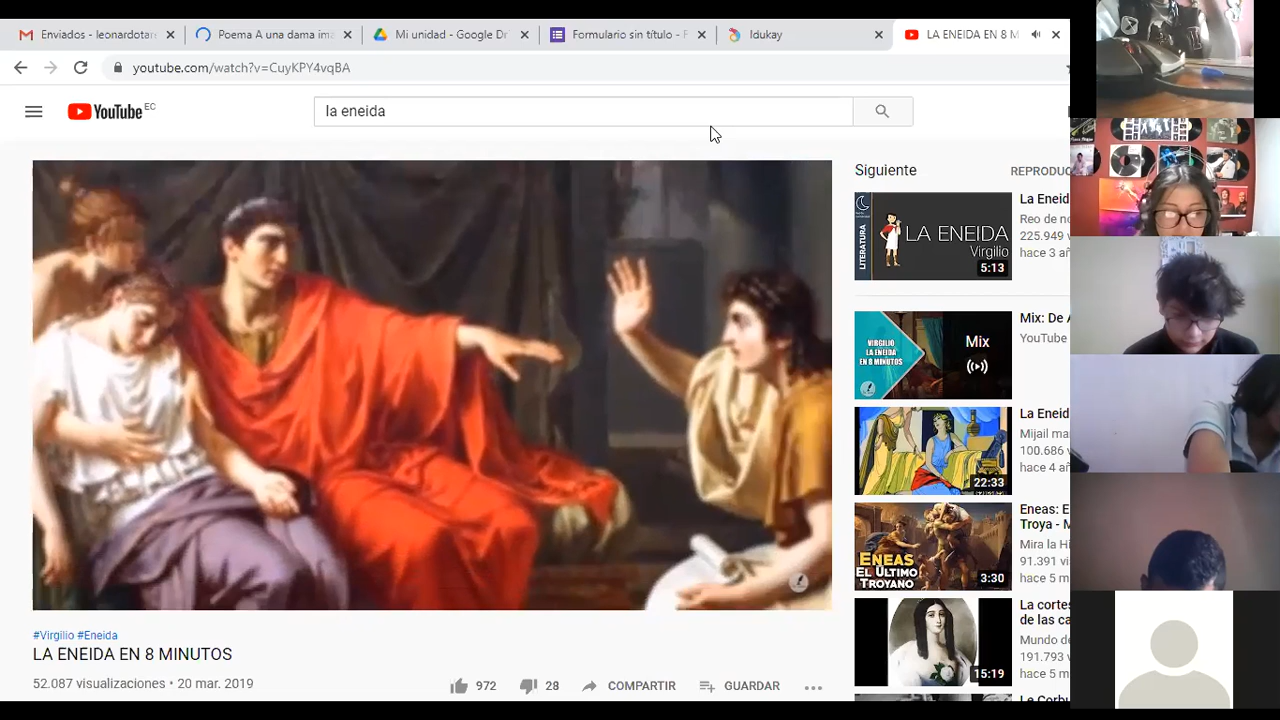 Enviados - leonardotar
Poema A una dama im
Mi unidad - Google Dr
Formulario sin título - F
Idukay
LA ENEIDA EN 8 M
youtube.com/watch?v=CuyKPY4vqBA
YouTube EC
la eneida
Siguiente
REPRODUC
LITERATURA
LA ENEIDA
Virgilio
5:13
La Eneid
Reo de no
225.949 v
hace 3 añ
VIRGILIO
LA ENEIDA
EN 8 MINUTOS
Mix
Mix: De A
YouTube
22:33
La Eneid
Mijail ma
100.686 v
hace 4 añ
ENEAS
EL ÚLTIMO
TROYANO
3:30
Eneas: E
Troya - M
Mira la Hi
91.391 vi
hace 5 m
15:19
La cortes
de las ca
Mundo de
191.793 v
hace 5 m
#Virgilio #Eneida
LA ENEIDA EN 8 MINUTOS
52.087 visualizaciones • 20 mar. 2019
972
28
COMPARTIR
GUARDAR